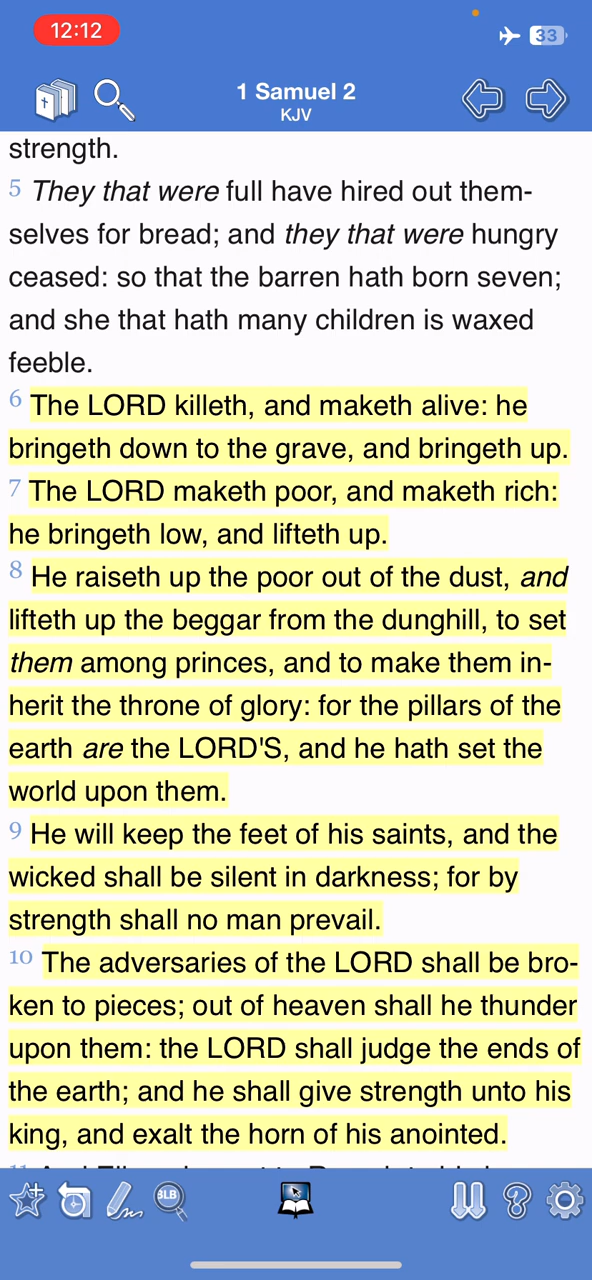 12:12
33
1 Samuel 2
KJV
strength.
5 They that were full have hired out them-
selves for bread; and they that were hungry
ceased: so that the barren hath born seven;
and she that hath many children is waxed
feeble.
6 The LORD killeth, and maketh alive: he
bringeth down to the grave, and bringeth up.
7 The LORD maketh poor, and maketh rich:
he bringeth low, and lifteth up.
8 He raiseth up the poor out of the dust, and
lifteth up the beggar from the dunghill, to set
them among princes, and to make them in-
herit the throne of glory: for the pillars of the
earth are the LORD'S, and he hath set the
world upon them.
9 He will keep the feet of his saints, and the
wicked shall be silent in darkness; for by
strength shall no man prevail.
10 The adversaries of the LORD shall be bro-
ken to pieces; out of heaven shall he thunder
upon them: the LORD shall judge the ends of
the earth; and he shall give strength unto his
king, and exalt the horn of his anointed.
BLB